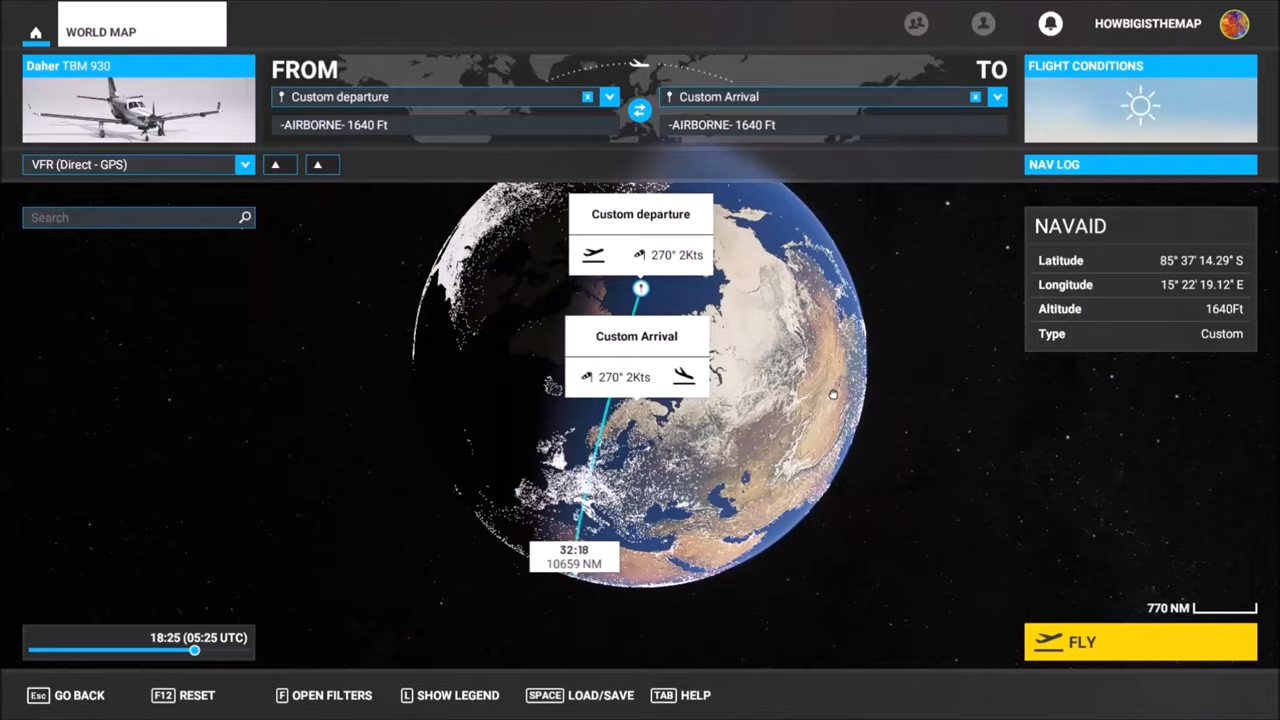 WORLD MAP
HOWBIGISTHEMAP
Daher TBM 930
FROM
TO
Custom departure
x
Custom Arrival
x
-AIRBORNE- 1640 Ft
-AIRBORNE- 1640 Ft
FLIGHT CONDITIONS
VFR (Direct - GPS)
NAV LOG
Search
Custom departure
270° 2Kts
Custom Arrival
270° 2Kts
32:18
10659 NM
NAVAID
Latitude 85° 37' 14.29" S
Longitude 15° 22' 19.12" E
Altitude 1640Ft
Type Custom
770 NM
18:25 (05:25 UTC)
FLY
Esc GO BACK F12 RESET F OPEN FILTERS L SHOW LEGEND SPACE LOAD/SAVE TAB HELP